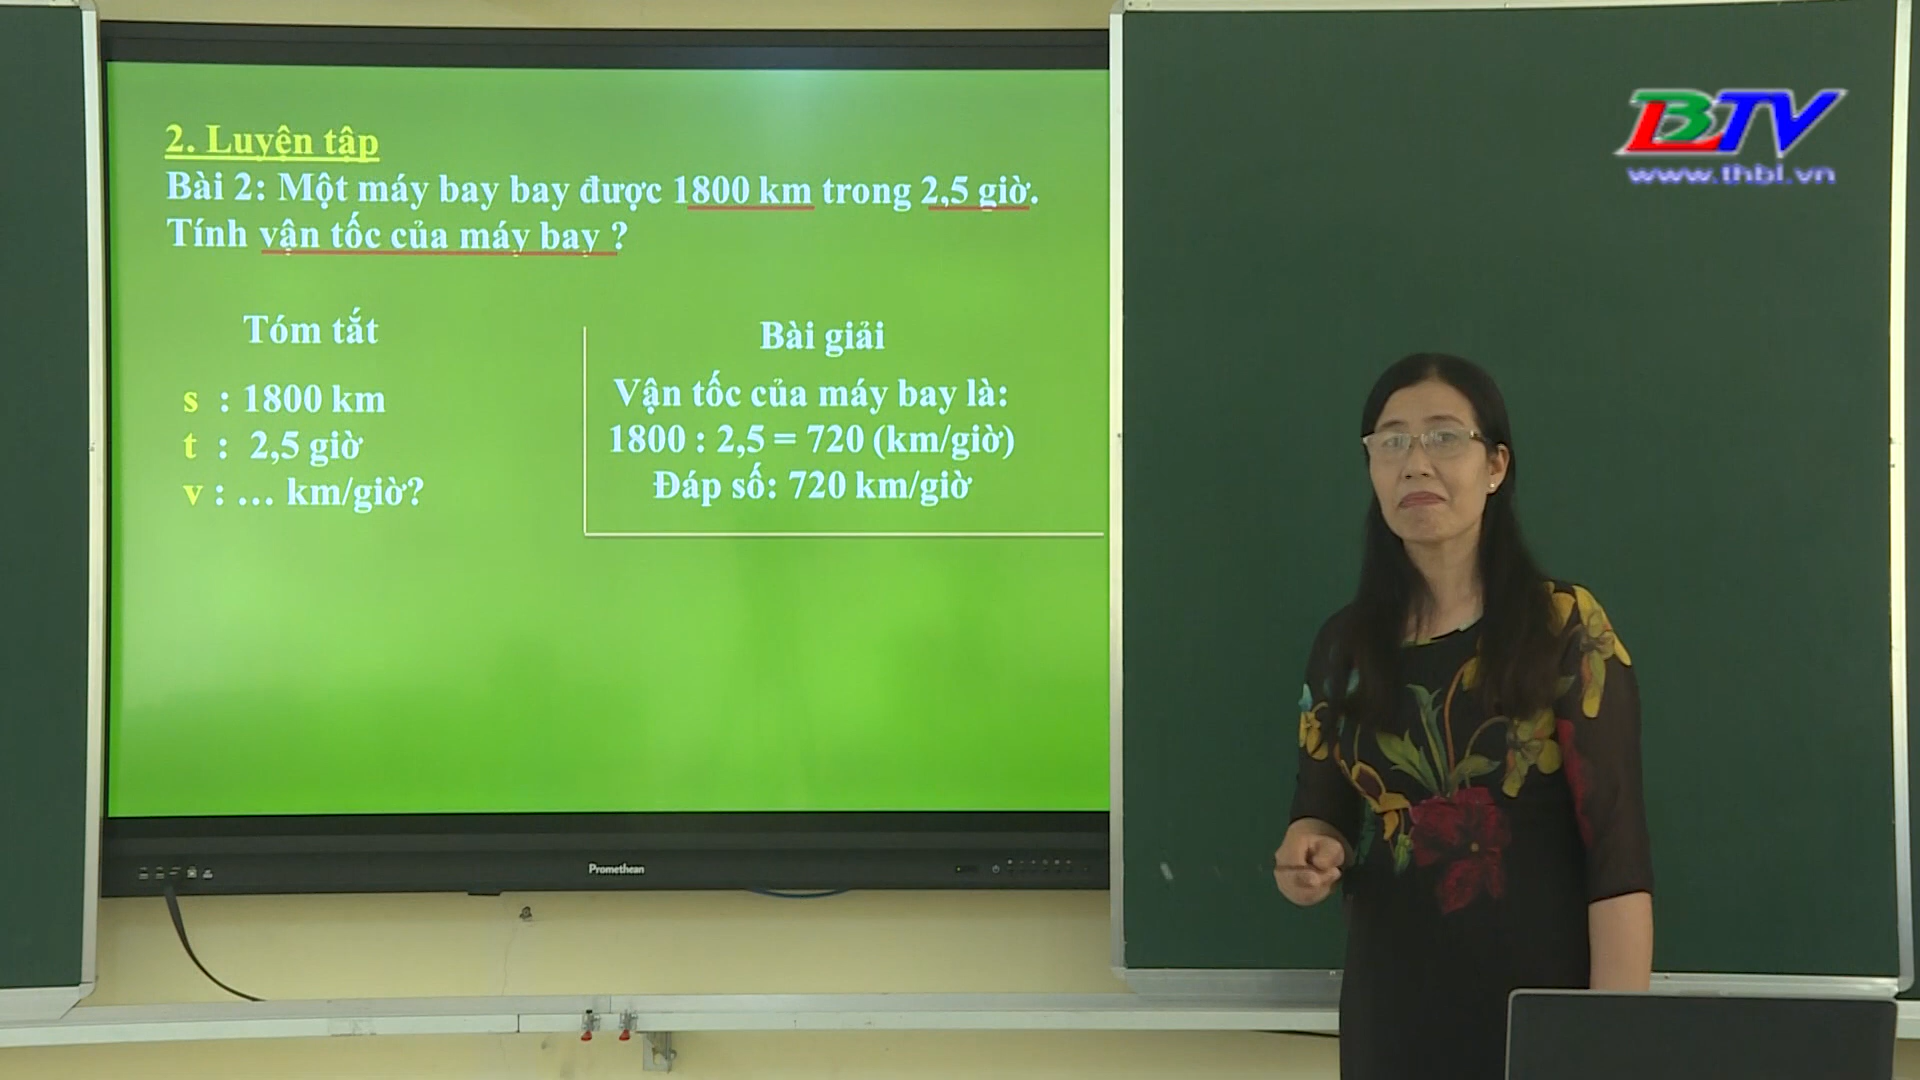 BTV
www.thbl.vn
2. Luyện tập
Bài 2: Một máy bay bay được 1800 km trong 2,5 giờ.
Tính vận tốc của máy bay ?
Tóm tắt
s : 1800 km
t : 2,5 giờ
v : ... km/giờ?
Bài giải
Vận tốc của máy bay là:
1800 : 2,5 = 720 (km/giờ)
Đáp số: 720 km/giờ
Promethean